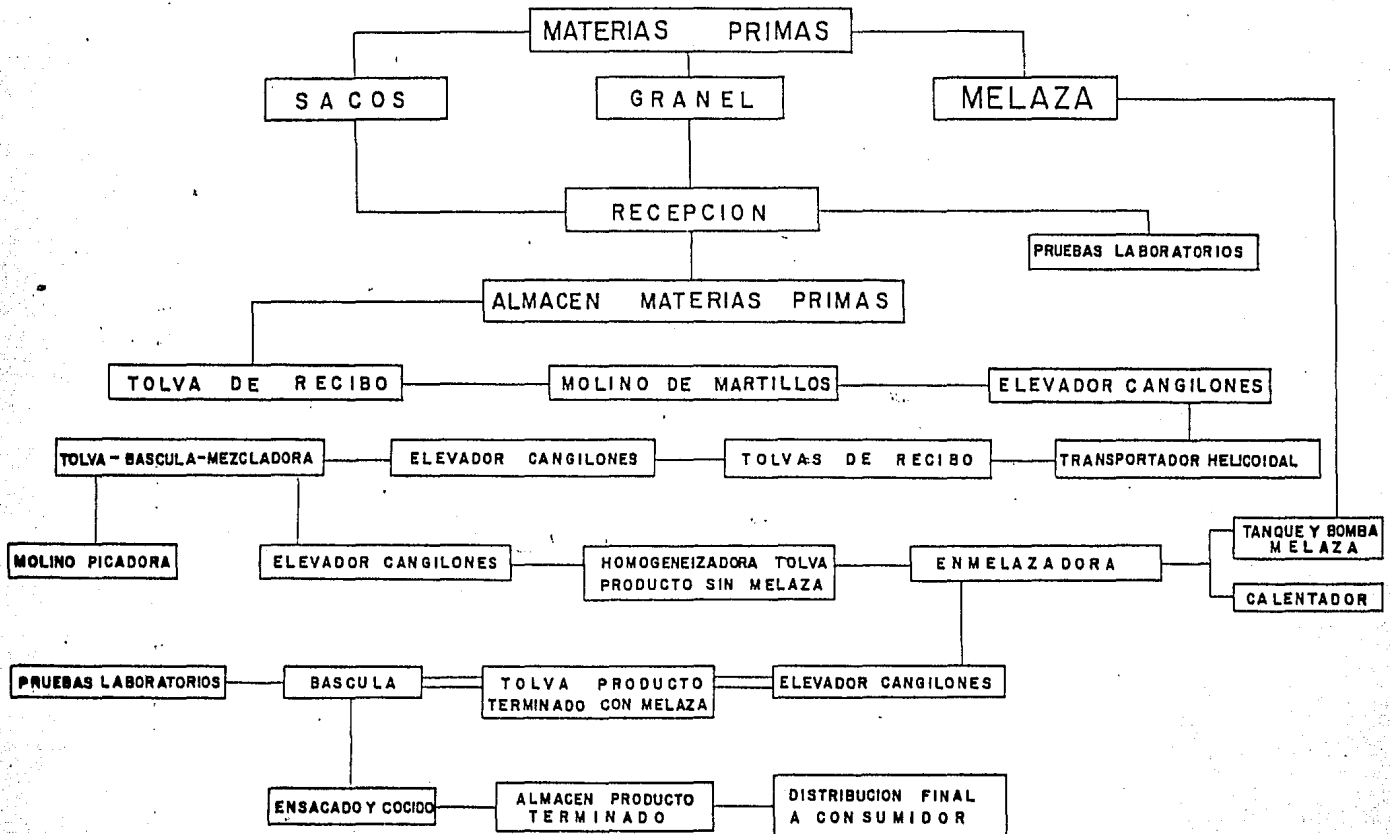 MATERIAS PRIMAS
SACOS
GRANEL
MELAZA
RECEPCION
PRUEBAS LABORATORIOS
ALMACEN MATERIAS PRIMAS
TOLVA DE RECIBO
MOLINO DE MARTILLOS
ELEVADOR CANGILONES
TOLVA-BASCULA-MEZCLADORA
ELEVADOR CANGILONES
TOLVAS DE RECIBO
TRANSPORTADOR HELICOIDAL
MOLINO PICADORA
ELEVADOR CANGILONES
HOMOGENEIZADORA TOLVA
PRODUCTO SIN MELAZA
ENMELAZADORA
TANQUE Y BOMBA
MELAZA
CALENTADOR
PRUEBAS LABORATORIOS
BASCULA
TOLVA PRODUCTO
TERMINADO CON MELAZA
ELEVADOR CANGILONES
ENSACADO Y COCIDO
ALMACEN PRODUCTO
TERMINADO
DISTRIBUCION FINAL
A CONSUMIDOR